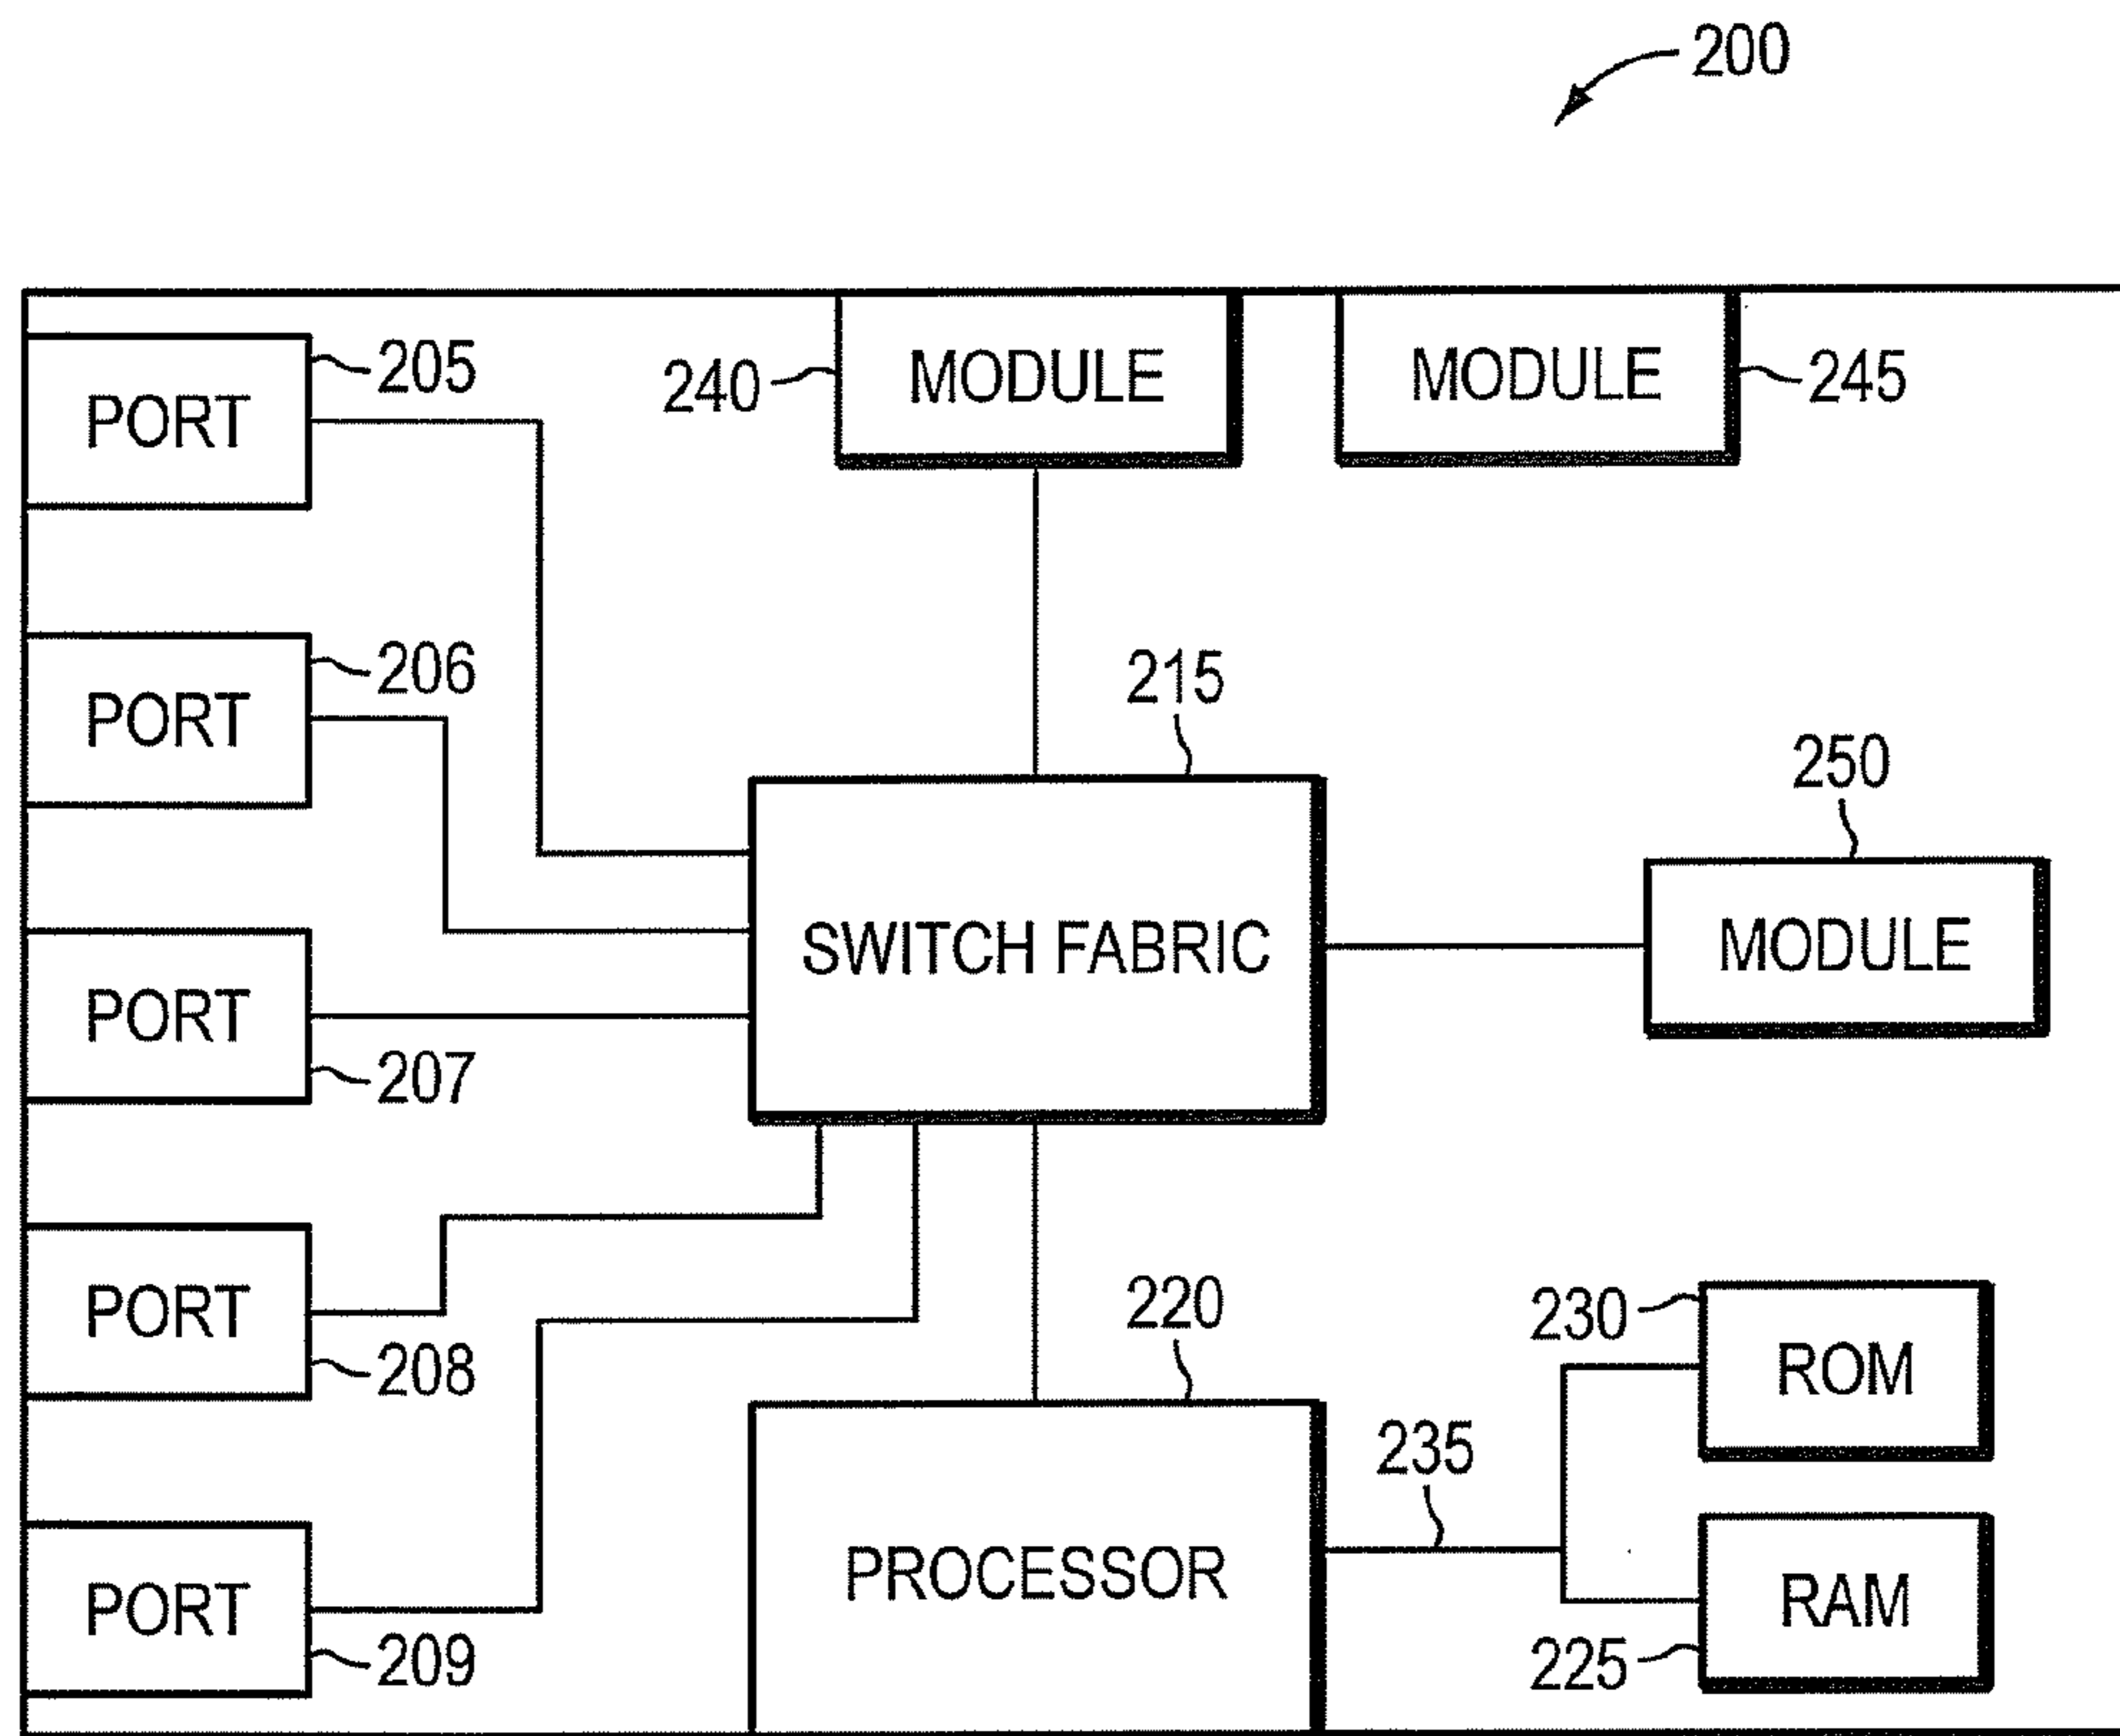 200
PORT
205
240
MODULE
MODULE
245
PORT
206
215
250
PORT
207
SWITCH FABRIC
MODULE
PORT
208
220
230
ROM
235
PORT
209
PROCESSOR
RAM
225